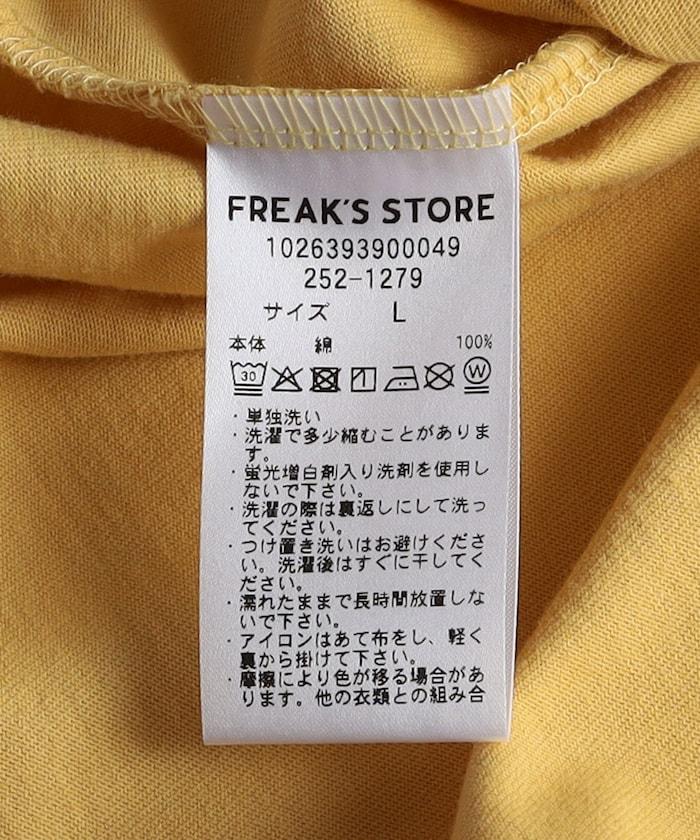 FREAK'S STORE
1026393900049
252-1279
サイズ L
本体 綿 100%
30 W
・単独洗い
・洗濯で多少縮むことがありま
す。
・蛍光増白剤入り洗剤を使用し
ないで下さい。
・洗濯の際は裏返しにして洗っ
てください。
・つけ置き洗いはお避けくださ
い。洗濯後はすぐに干してく
ださい。
・濡れたままで長時間放置しな
いで下さい。
・アイロンはあて布をし、軽く
裏から掛けて下さい。
・摩擦により色が移る場合があ
ります。他の衣類との組み合